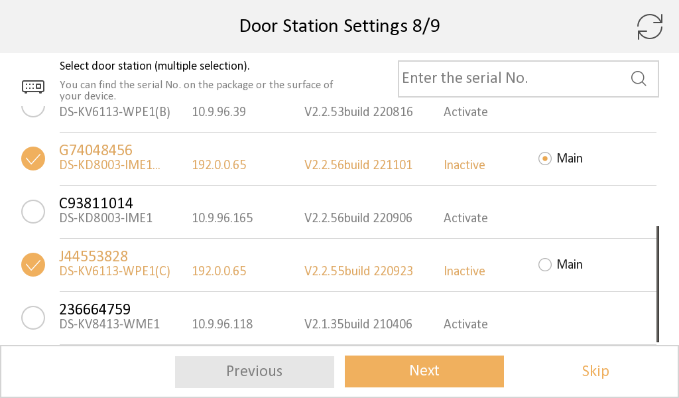 Door Station Settings 8/9
Select door station (multiple selection).
You can find the serial No. on the package or the surface of
your device.
Enter the serial No.
DS-KV6113-WPE1(B) 10.9.96.39 V2.2.53build 220816 Activate
G74048456
DS-KD8003-IME1... 192.0.0.65 V2.2.56build 221101 Inactive Main
C93811014
DS-KD8003-IME1 10.9.96.165 V2.2.56build 220906 Activate
J44553828
DS-KV6113-WPE1(C) 192.0.0.65 V2.2.55build 220923 Inactive Main
236664759
DS-KV8413-WME1 10.9.96.118 V2.1.35build 210406 Activate
Previous Next Skip